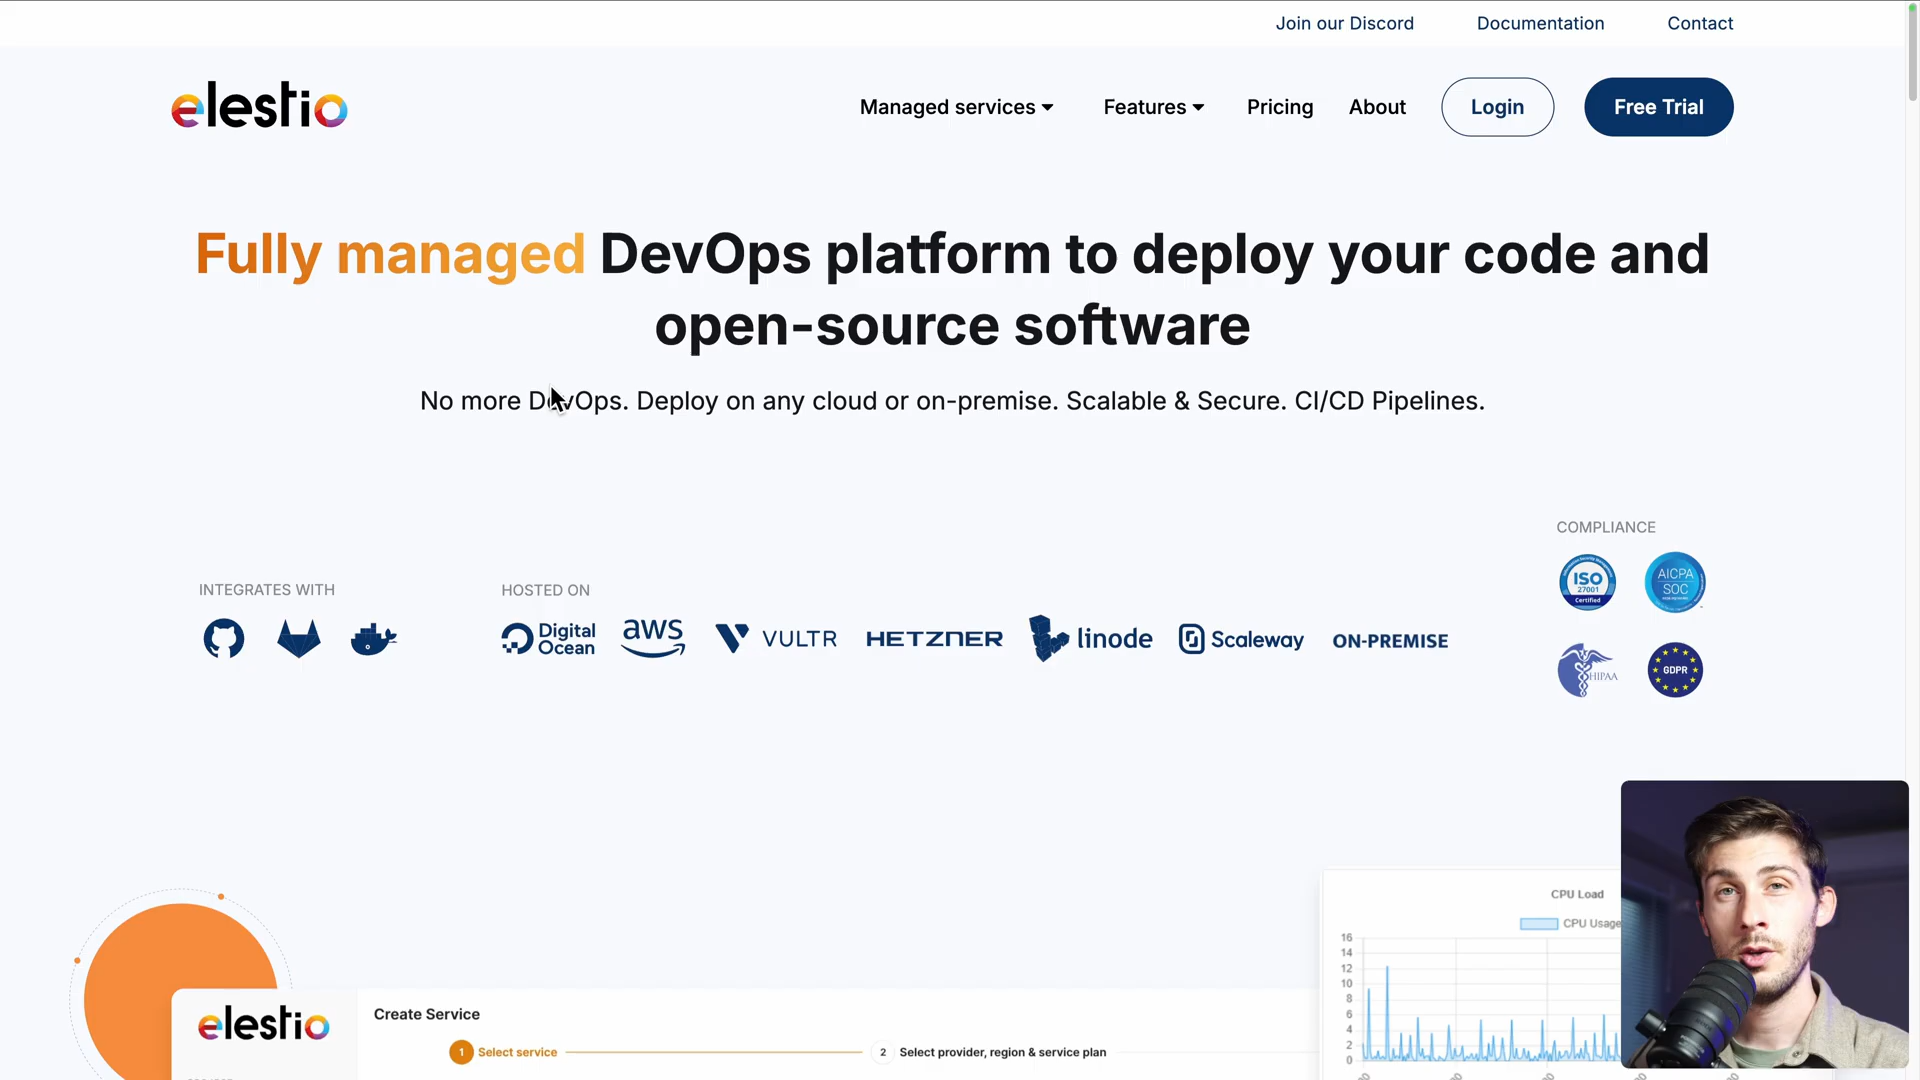 Join our Discord
Documentation
Contact
elestio
Managed services
Features
Pricing
About
Login
Free Trial
Fully managed DevOps platform to deploy your code and
open-source software
No more DevOps. Deploy on any cloud or on-premise. Scalable & Secure. CI/CD Pipelines.
COMPLIANCE
ISO
27001
Certified
AICPA
SOC
INTEGRATES WITH
HOSTED ON
Digital
Ocean
aws
VULTR
HETZNER
linode
Scaleway
ON-PREMISE
HIPAA
GDPR
CPU Load
CPU Usage
16
14
12
10
8
6
4
2
0
elestio
Create Service
1 Select service
2 Select provider, region & service plan